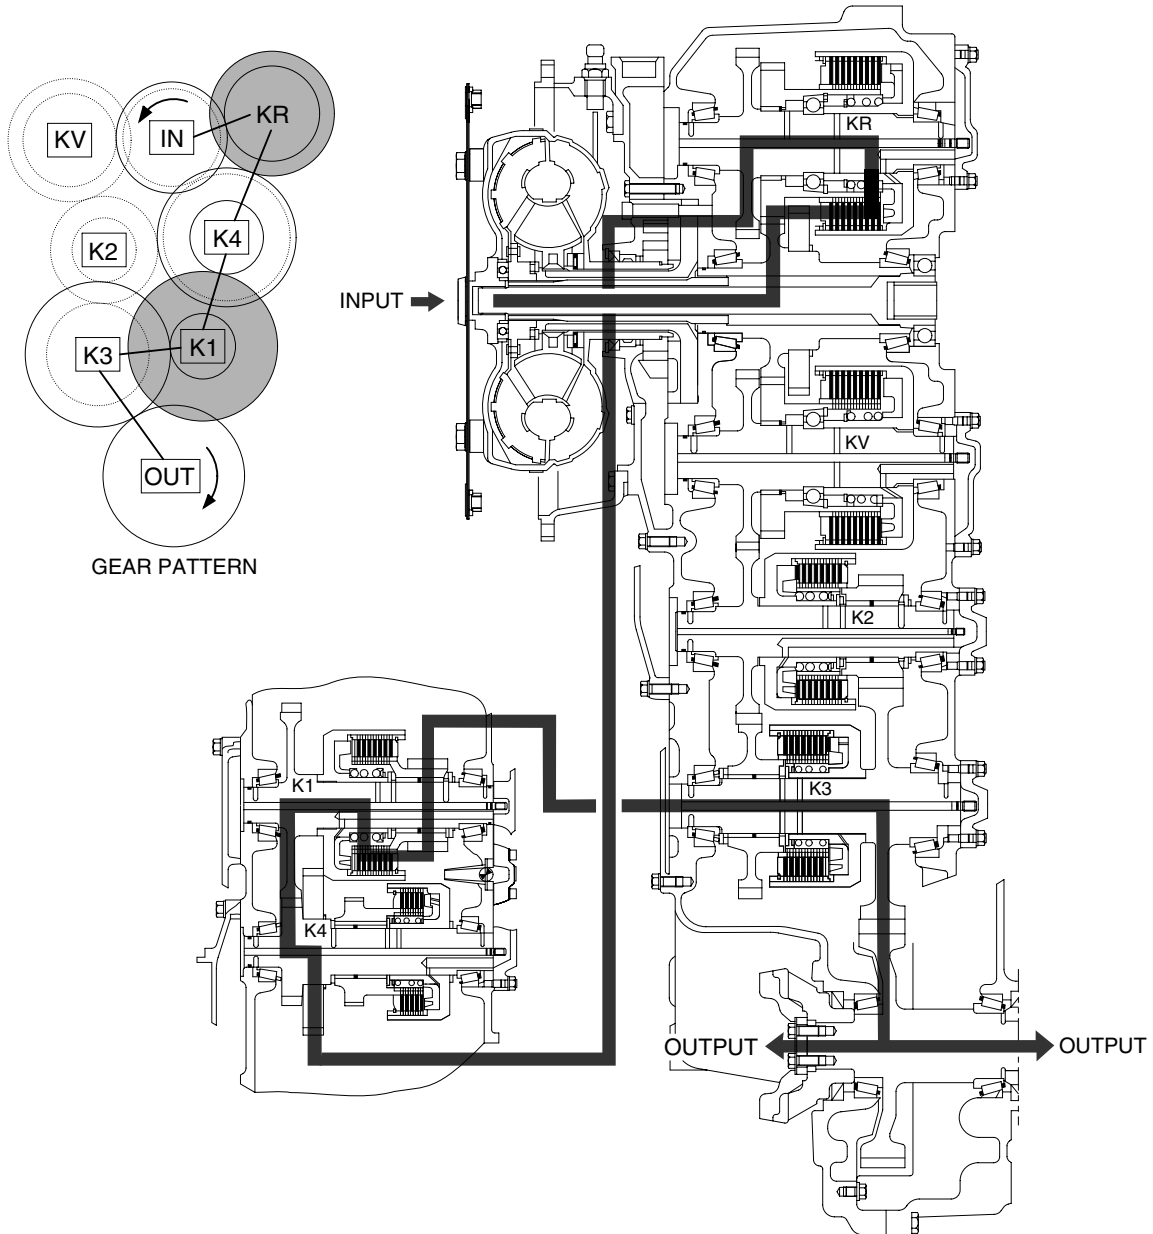 KV
IN
KR
K2
K4
K3
K1
OUT
GEAR PATTERN
INPUT
KR
KV
K2
K3
K1
K4
OUTPUT
OUTPUT